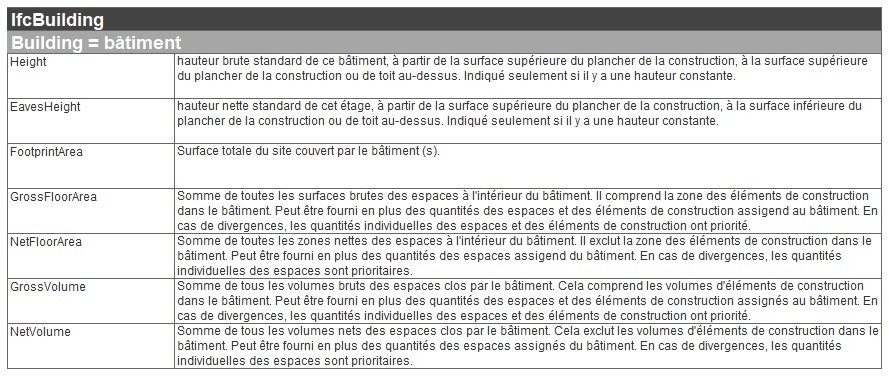 IfcBuilding
Building = bâtiment
Height
hauteur brute standard de ce bâtiment, à partir de la surface supérieure du plancher de la construction, à la surface supérieure
du plancher de la construction ou de toit au-dessus. Indiqué seulement si il y a une hauteur constante.
EavesHeight
hauteur nette standard de cet étage, à partir de la surface supérieure du plancher de la construction, à la surface inférieure du
plancher de la construction ou de toit au-dessus. Indiqué seulement si il y a une hauteur constante.
FootprintArea
Surface totale du site couvert par le bâtiment (s).
GrossFloorArea
Somme de toutes les surfaces brutes des espaces à l'intérieur du bâtiment. Il comprend la zone des éléments de construction
dans le bâtiment. Peut être fourni en plus des quantités des espaces et des éléments de construction assigend au bâtiment. En
cas de divergences, les quantités individuelles des espaces et des éléments de construction ont priorité.
NetFloorArea
Somme de toutes les zones nettes des espaces à l'intérieur du bâtiment. Il exclut la zone des éléments de construction dans le
bâtiment. Peut être fourni en plus des quantités des espaces assigend du bâtiment. En cas de divergences, les quantités
individuelles des espaces sont prioritaires.
GrossVolume
Somme de tous les volumes bruts des espaces clos par le bâtiment. Cela comprend les volumes d'éléments de construction
dans le bâtiment. Peut être fourni en plus des quantités des espaces et des éléments de construction assignés au bâtiment. En
cas de divergences, les quantités individuelles des espaces et des éléments de construction ont priorité.
NetVolume
Somme de tous les volumes nets des espaces clos par le bâtiment. Cela exclut les volumes d'éléments de construction dans le
bâtiment. Peut être fourni en plus des quantités des espaces assignés du bâtiment. En cas de divergences, les quantités
individuelles des espaces sont prioritaires.